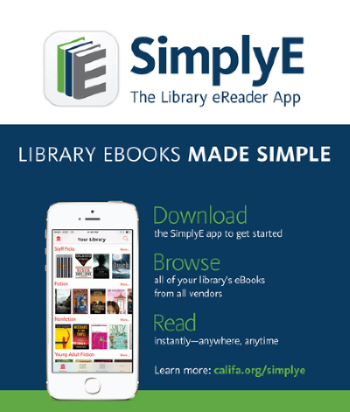 E
SimplyE
The Library eReader App
LIBRARY EBOOKS MADE SIMPLE
Download
the SimplyE app to get started
Browse
all of your library's eBooks
from all vendors
Read
instantly—anywhere, anytime
Learn more: califa.org/simplye
Your Library
Staff Picks
Fiction
Nonfiction
Young Adult Fiction